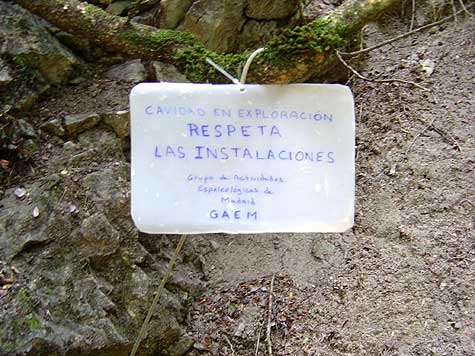 CAVIDAD EN EXPLORACIÓN
RESPETA
LAS INSTALACIONES
Grupo de Actividades
Espeleológicas de
Madrid
GAEM